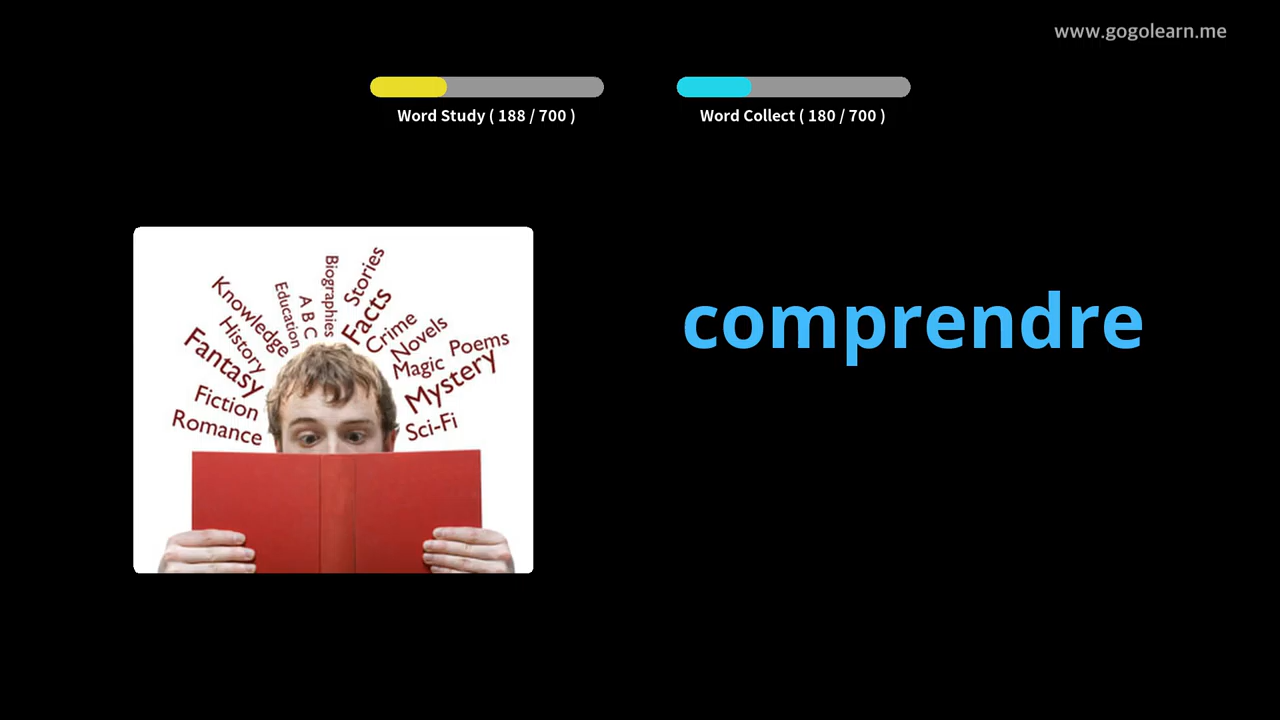 www.gogolearn.me
Word Study ( 188 / 700 )
Word Collect ( 180 / 700 )
comprendre
Stories
Biographies
Facts
A B C
Education
Knowledge
Crime
History
Novels
Poems
Magic
Fantasy
Mystery
Fiction
Sci-Fi
Romance